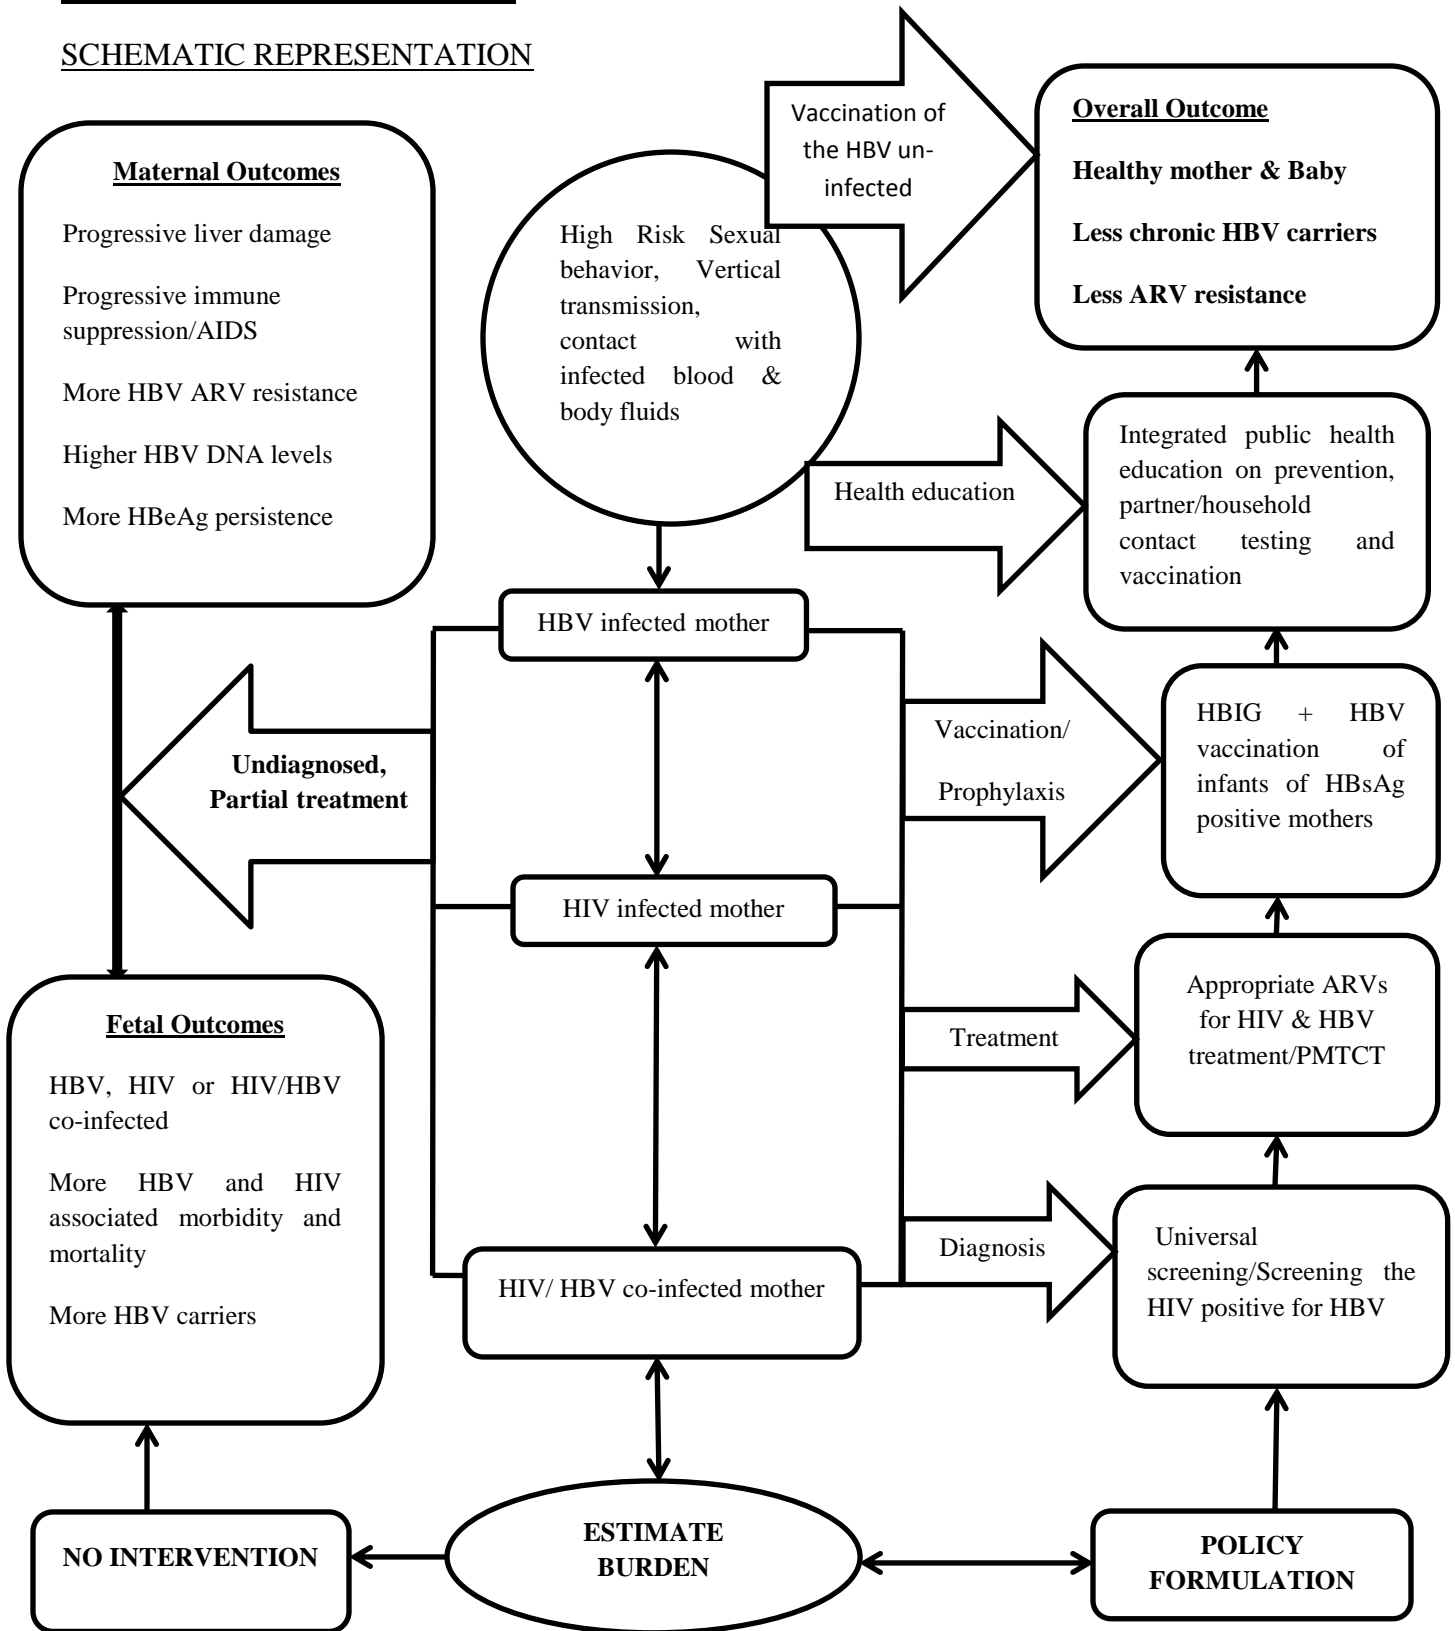 SCHEMATIC REPRESENTATION
Maternal Outcomes
Progressive liver damage
Progressive immune
suppression/AIDS
More HBV ARV resistance
Higher HBV DNA levels
More HBeAg persistence
High Risk Sexual
behavior, Vertical
transmission,
contact with
infected blood &
body fluids
Vaccination of
the HBV un-
infected
Overall Outcome
Healthy mother & Baby
Less chronic HBV carriers
Less ARV resistance
Health education
Integrated public health
education on prevention,
partner/household
contact testing and
vaccination
HBV infected mother
Undiagnosed,
Partial treatment
Vaccination/
Prophylaxis
HBIG + HBV
vaccination of
infants of HBsAg
positive mothers
HIV infected mother
Fetal Outcomes
HBV, HIV or HIV/HBV
co-infected
More HBV and HIV
associated morbidity and
mortality
More HBV carriers
Treatment
Appropriate ARVs
for HIV & HBV
treatment/PMTCT
HIV/ HBV co-infected mother
Diagnosis
Universal
screening/Screening the
HIV positive for HBV
NO INTERVENTION
ESTIMATE
BURDEN
POLICY
FORMULATION